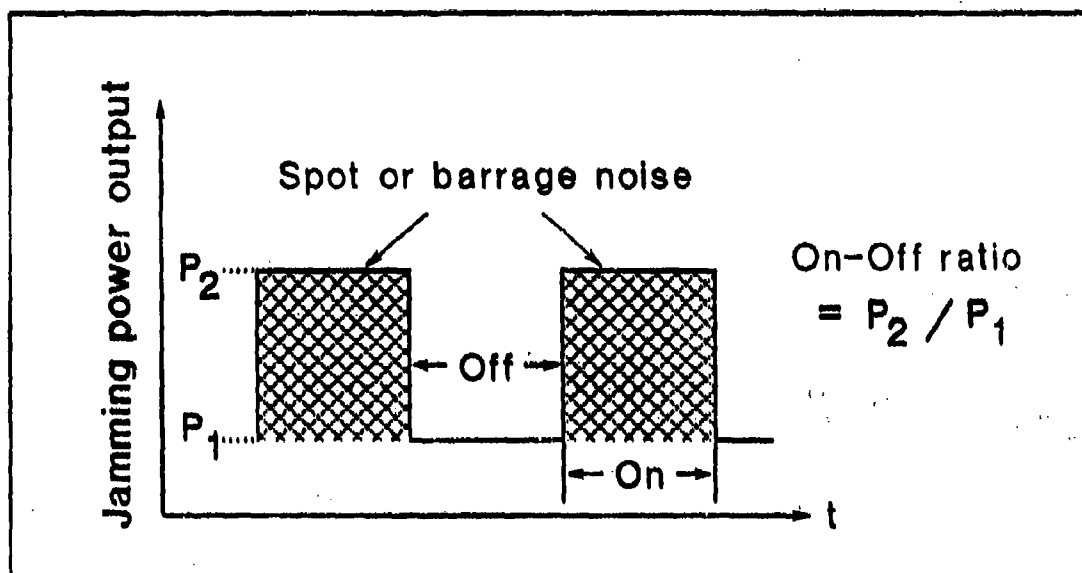 Jamming power output
Spot or barrage noise
P2
On-Off ratio
= P2 / P1
Off
P1
On
t